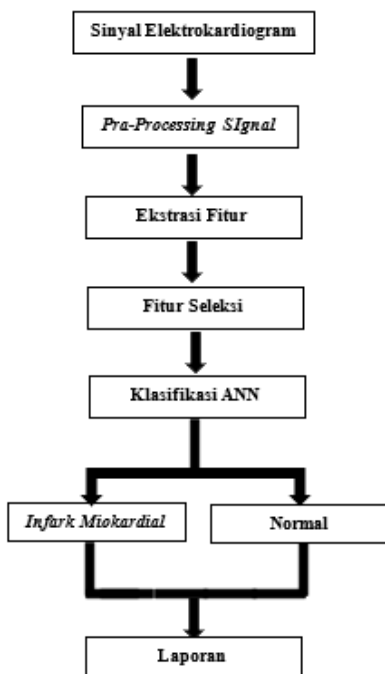 Sinyal Elektrokardiogram
Pra-Processing SIgnal
Ekstrasi Fitur
Fitur Seleksi
Klasifikasi ANN
Infark Miokardial
Normal
Laporan